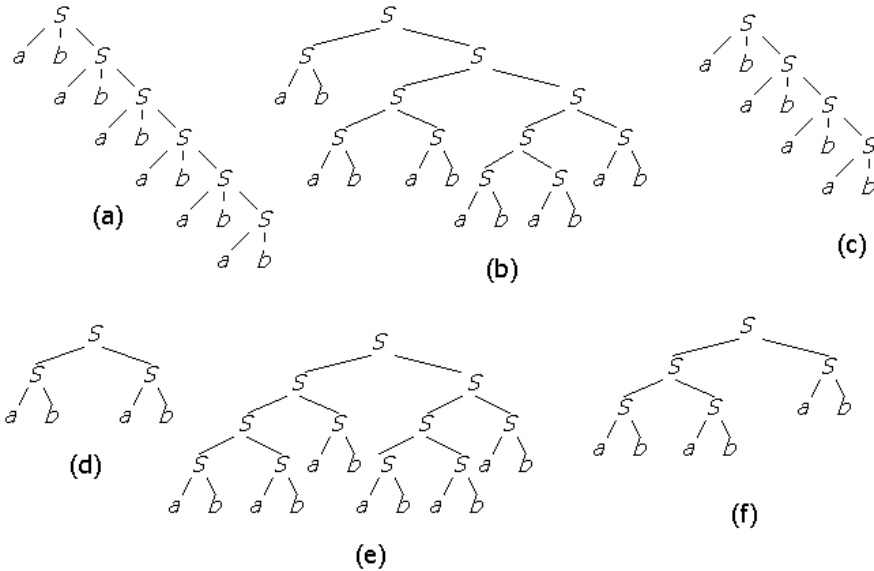 S
a b S
a b S
a b S
a b S
a b S
a b
(a)
S
S S
a b S S
S S S S
a b a b S S a b
a b a b
(b)
S
a b S
a b S
a b S
a b
(c)
S
S S
a b a b
(d)
S
S S
S S S S
S S a b S S a b
a b a b a b a b
(e)
S
S S
S S a b
a b a b
(f)